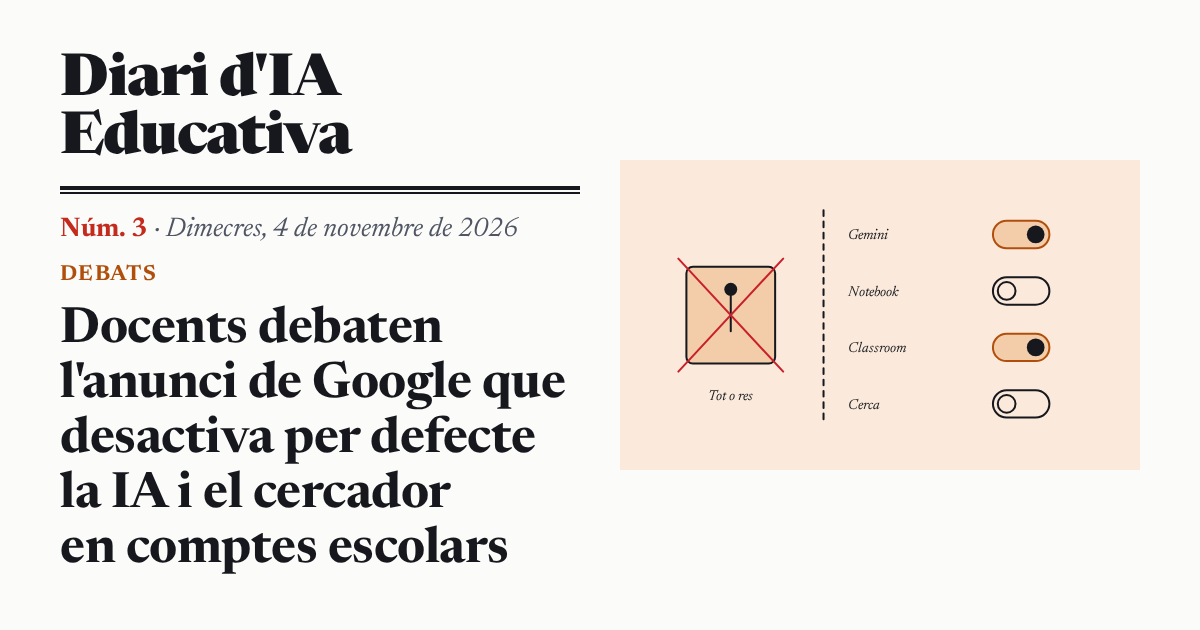 Diari d'IA
Educativa
Núm. 3 · Dimecres, 4 de novembre de 2026
DEBATS
Docents debaten
l'anunci de Google que
desactiva per defecte
la IA i el cercador
en comptes escolars
Tot o res
Gemini
Notebook
Classroom
Cerca